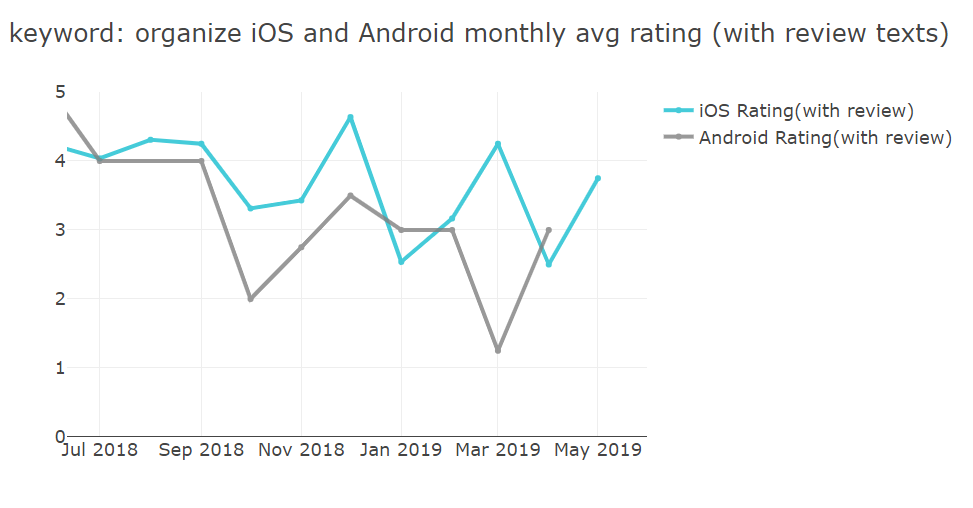 keyword: organize iOS and Android monthly avg rating (with review texts)
5
4
3
2
1
0
Jul 2018 Sep 2018 Nov 2018 Jan 2019 Mar 2019 May 2019
iOS Rating(with review)
Android Rating(with review)